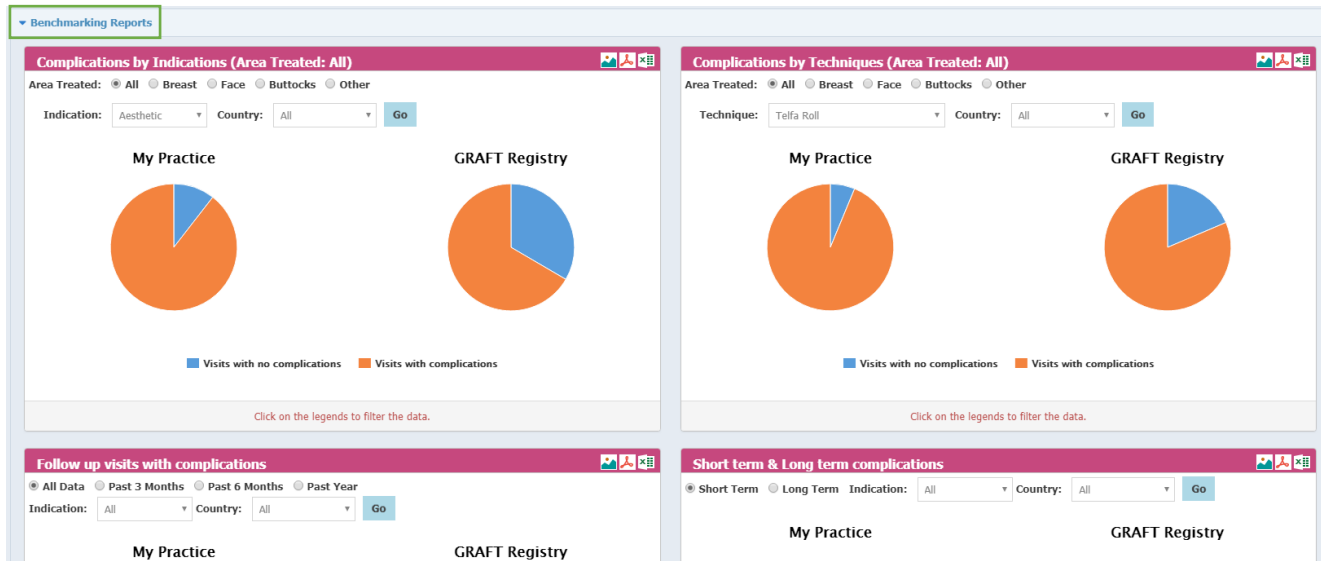 Benchmarking Reports
Complications by Indications (Area Treated: All)
Area Treated: All Breast Face Buttocks Other
Indication: Aesthetic Country: All Go
My Practice GRAFT Registry
Visits with no complications Visits with complications
Click on the legends to filter the data.
Complications by Techniques (Area Treated: All)
Area Treated: All Breast Face Buttocks Other
Technique: Telfa Roll Country: All Go
My Practice GRAFT Registry
Visits with no complications Visits with complications
Click on the legends to filter the data.
Follow up visits with complications
All Data Past 3 Months Past 6 Months Past Year
Indication: All Country: All Go
My Practice GRAFT Registry
Short term & Long term complications
Short Term Long Term Indication: All Country: All Go
My Practice GRAFT Registry